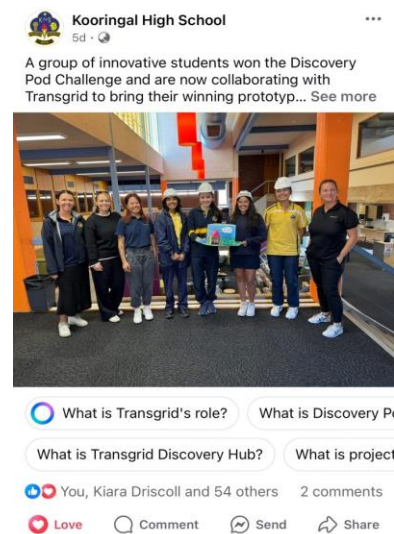 Kooringal High School
5d ·
A group of innovative students won the Discovery
Pod Challenge and are now collaborating with
Transgrid to bring their winning prototyp... See more
What is Transgrid's role?
What is Discovery Po
What is Transgrid Discovery Hub?
What is project
You, Kiara Driscoll and 54 others 2 comments
Love Comment Send Share